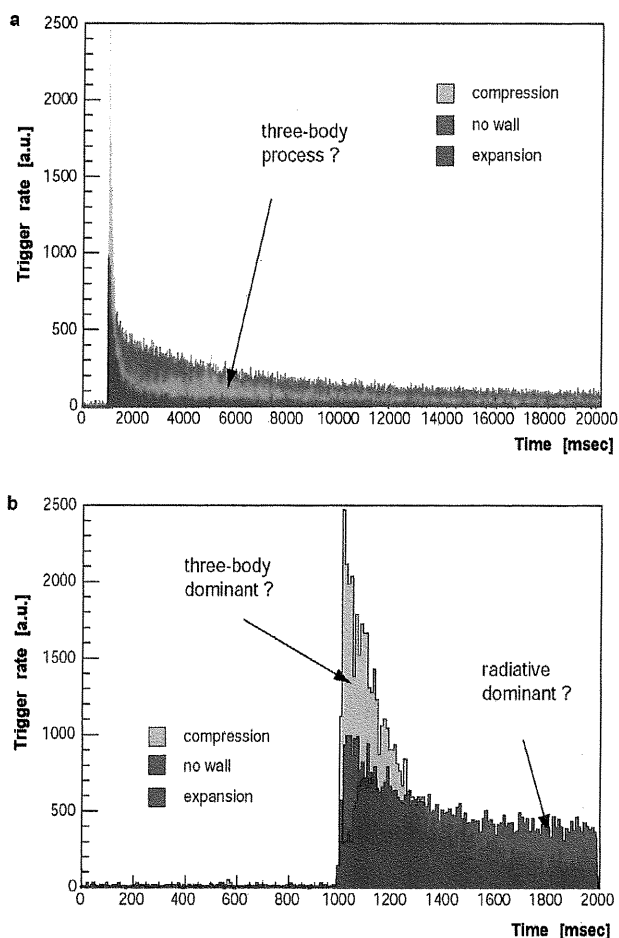 a
2500
2000
1500
1000
500
0
Trigger rate [a.u.]
compression
no wall
expansion
three-body
process ?
0 2000 4000 6000 8000 10000 12000 14000 16000 18000 20000
Time [msec]
b
2500
2000
1500
1000
500
0
Trigger rate [a.u.]
three-body
dominant ?
radiative
dominant ?
compression
no wall
expansion
0 200 400 600 800 1000 1200 1400 1600 1800 2000
Time [msec]